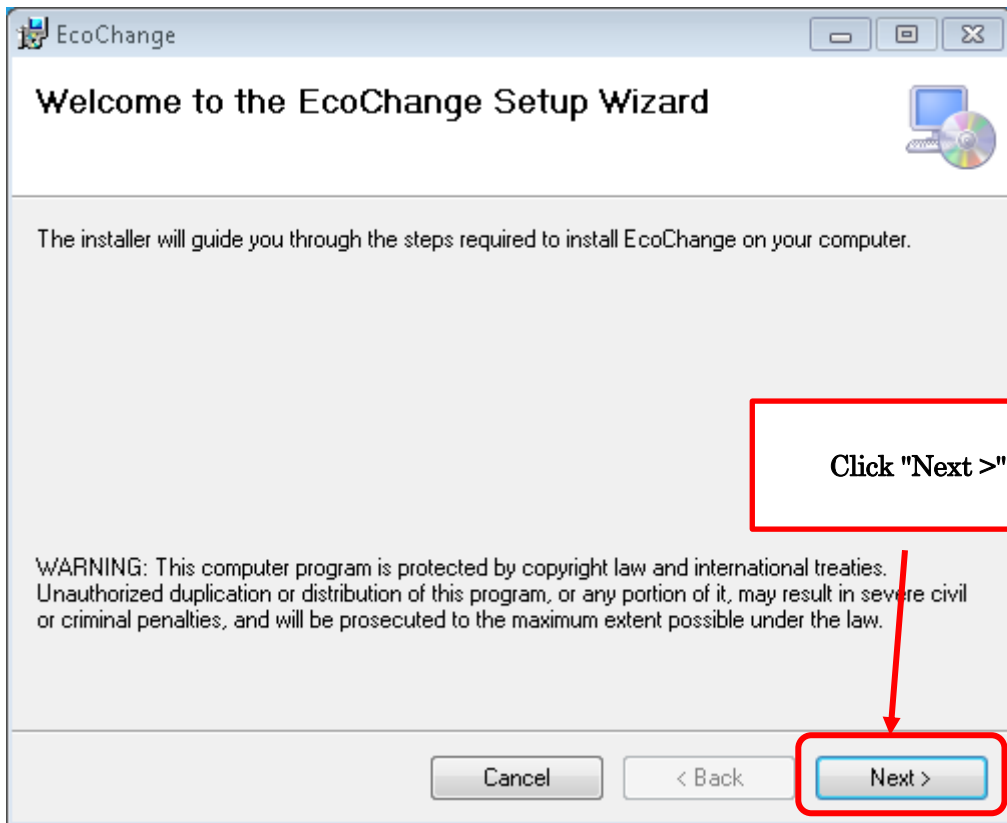 EcoChange
Welcome to the EcoChange Setup Wizard
The installer will guide you through the steps required to install EcoChange on your computer.
Click "Next >"
WARNING: This computer program is protected by copyright law and international treaties.
Unauthorized duplication or distribution of this program, or any portion of it, may result in severe civil
or criminal penalties, and will be prosecuted to the maximum extent possible under the law.
Cancel
< Back
Next >